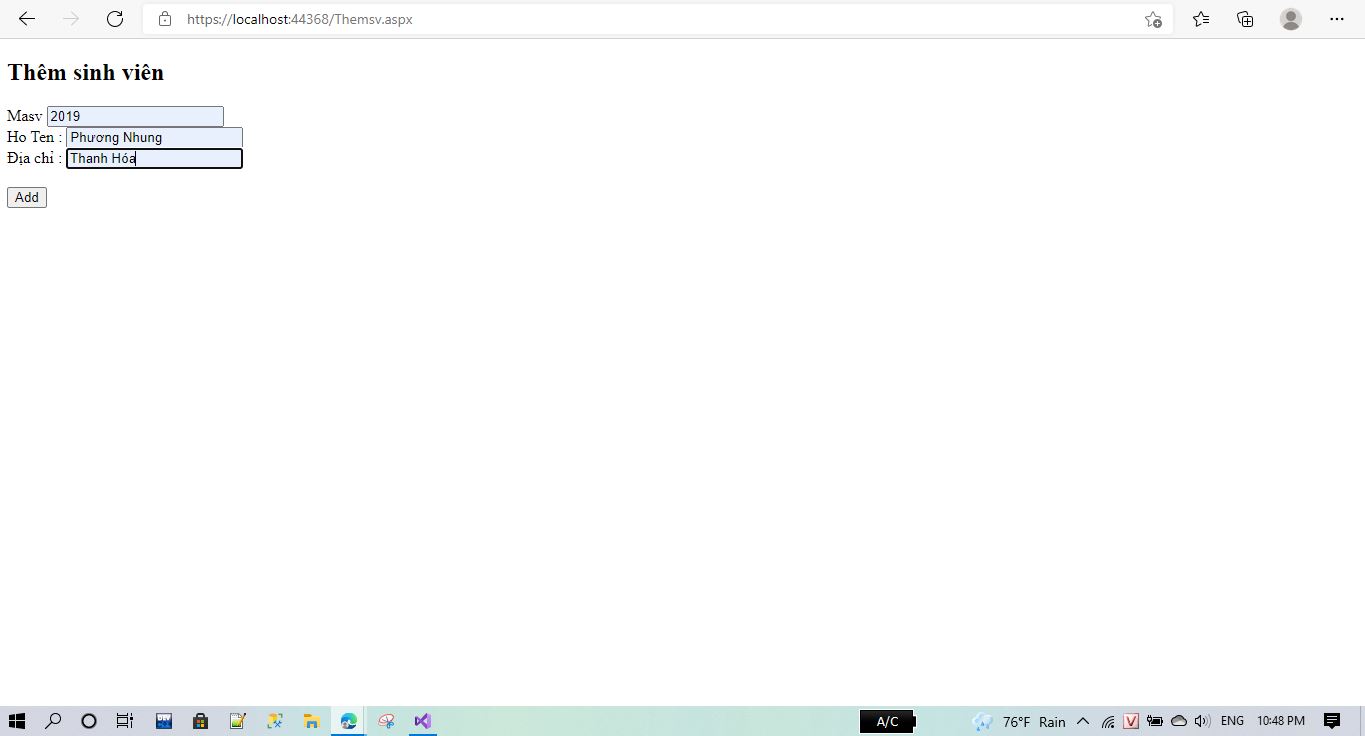 https://localhost:44368/Themsv.aspx
Thêm sinh viên
Masv 2019
Ho Ten : Phương Nhung
Địa chỉ : Thanh Hóa
Add
A/C 76°F Rain V ENG 10:48 PM